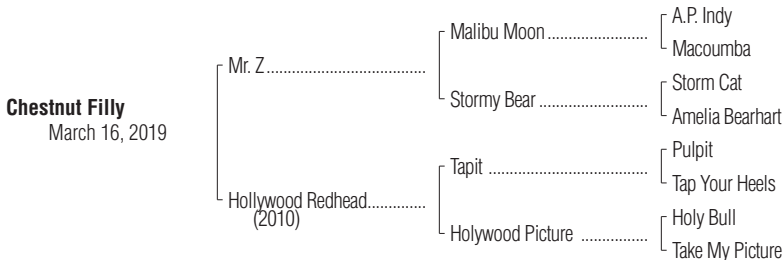 Chestnut Filly
March 16, 2019
Mr. Z
Hollywood Redhead
(2010)
Malibu Moon
Stormy Bear
Tapit
Holywood Picture
A.P. Indy
Macoumba
Storm Cat
Amelia Bearhart
Pulpit
Tap Your Heels
Holy Bull
Take My Picture